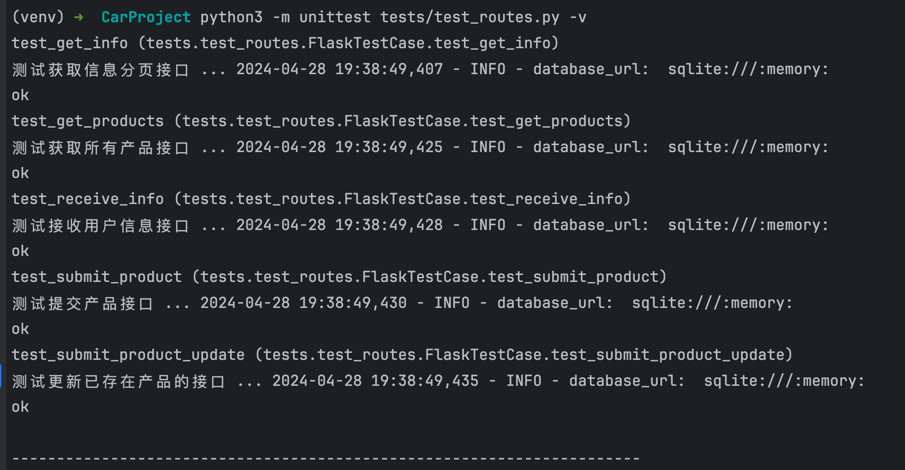 (venv) ➜  CarProject python3 -m unittest tests/test_routes.py -v
test_get_info (tests.test_routes.FlaskTestCase.test_get_info)
测试获取信息分页接口 ... 2024-04-28 19:38:49,407 - INFO - database_url:  sqlite:///:memory:
ok
test_get_products (tests.test_routes.FlaskTestCase.test_get_products)
测试获取所有产品接口 ... 2024-04-28 19:38:49,425 - INFO - database_url:  sqlite:///:memory:
ok
test_receive_info (tests.test_routes.FlaskTestCase.test_receive_info)
测试接收用户信息接口 ... 2024-04-28 19:38:49,428 - INFO - database_url:  sqlite:///:memory:
ok
test_submit_product (tests.test_routes.FlaskTestCase.test_submit_product)
测试提交产品接口 ... 2024-04-28 19:38:49,430 - INFO - database_url:  sqlite:///:memory:
ok
test_submit_product_update (tests.test_routes.FlaskTestCase.test_submit_product_update)
测试更新已存在产品的接口 ... 2024-04-28 19:38:49,435 - INFO - database_url:  sqlite:///:memory:
ok
----------------------------------------------------------------------